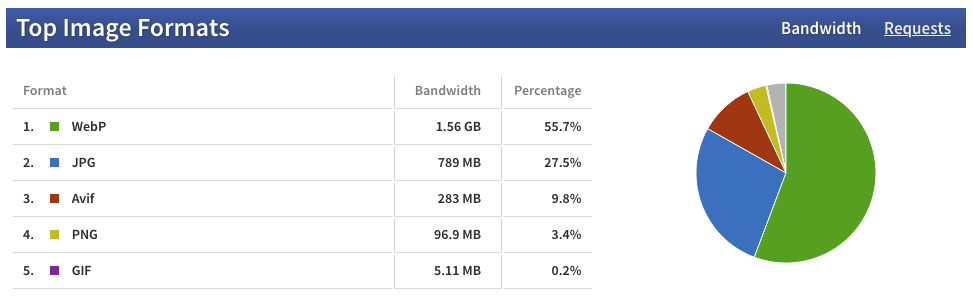 Top Image Formats Bandwidth Requests
Format Bandwidth Percentage
1. WebP 1.56 GB 55.7%
2. JPG 789 MB 27.5%
3. Avif 283 MB 9.8%
4. PNG 96.9 MB 3.4%
5. GIF 5.11 MB 0.2%